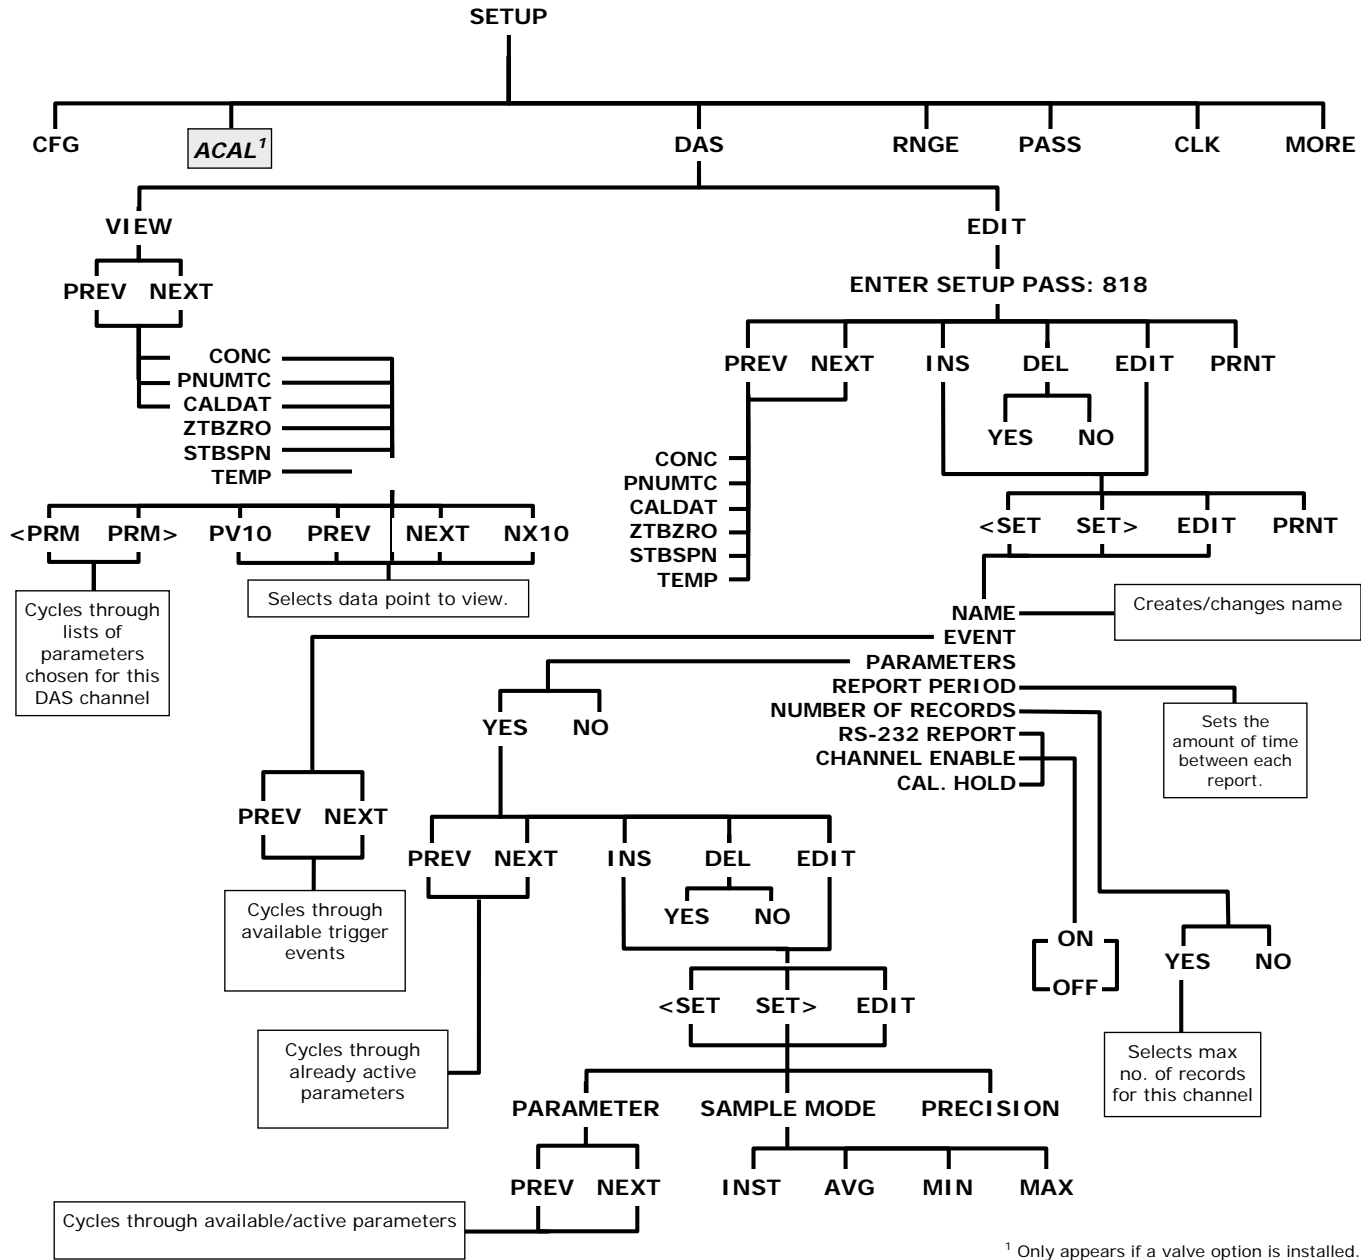 SETUP
CFG
ACAL¹
DAS
RNGE
PASS
CLK
MORE
VIEW
EDIT
PREV NEXT
ENTER SETUP PASS: 818
CONC
PNUMTC
CALDAT
ZTBZRO
STBSPN
TEMP
PREV NEXT INS DEL EDIT PRNT
YES NO
CONC
PNUMTC
CALDAT
ZTBZRO
STBSPN
TEMP
<PRM PRM> PV10 PREV NEXT NX10
<SET SET> EDIT PRNT
Cycles through
lists of
parameters
chosen for this
DAS channel
Selects data point to view.
NAME
Creates/changes name
EVENT
PARAMETERS
REPORT PERIOD
NUMBER OF RECORDS
RS-232 REPORT
CHANNEL ENABLE
CAL. HOLD
Sets the
amount of time
between each
report.
YES NO
PREV NEXT
Cycles through
available trigger
events
PREV NEXT INS DEL EDIT
YES NO
ON
OFF
YES NO
Selects max
no. of records
for this channel
Cycles through
already active
parameters
<SET SET> EDIT
PARAMETER SAMPLE MODE PRECISION
PREV NEXT INST AVG MIN MAX
Cycles through available/active parameters
¹ Only appears if a valve option is installed.